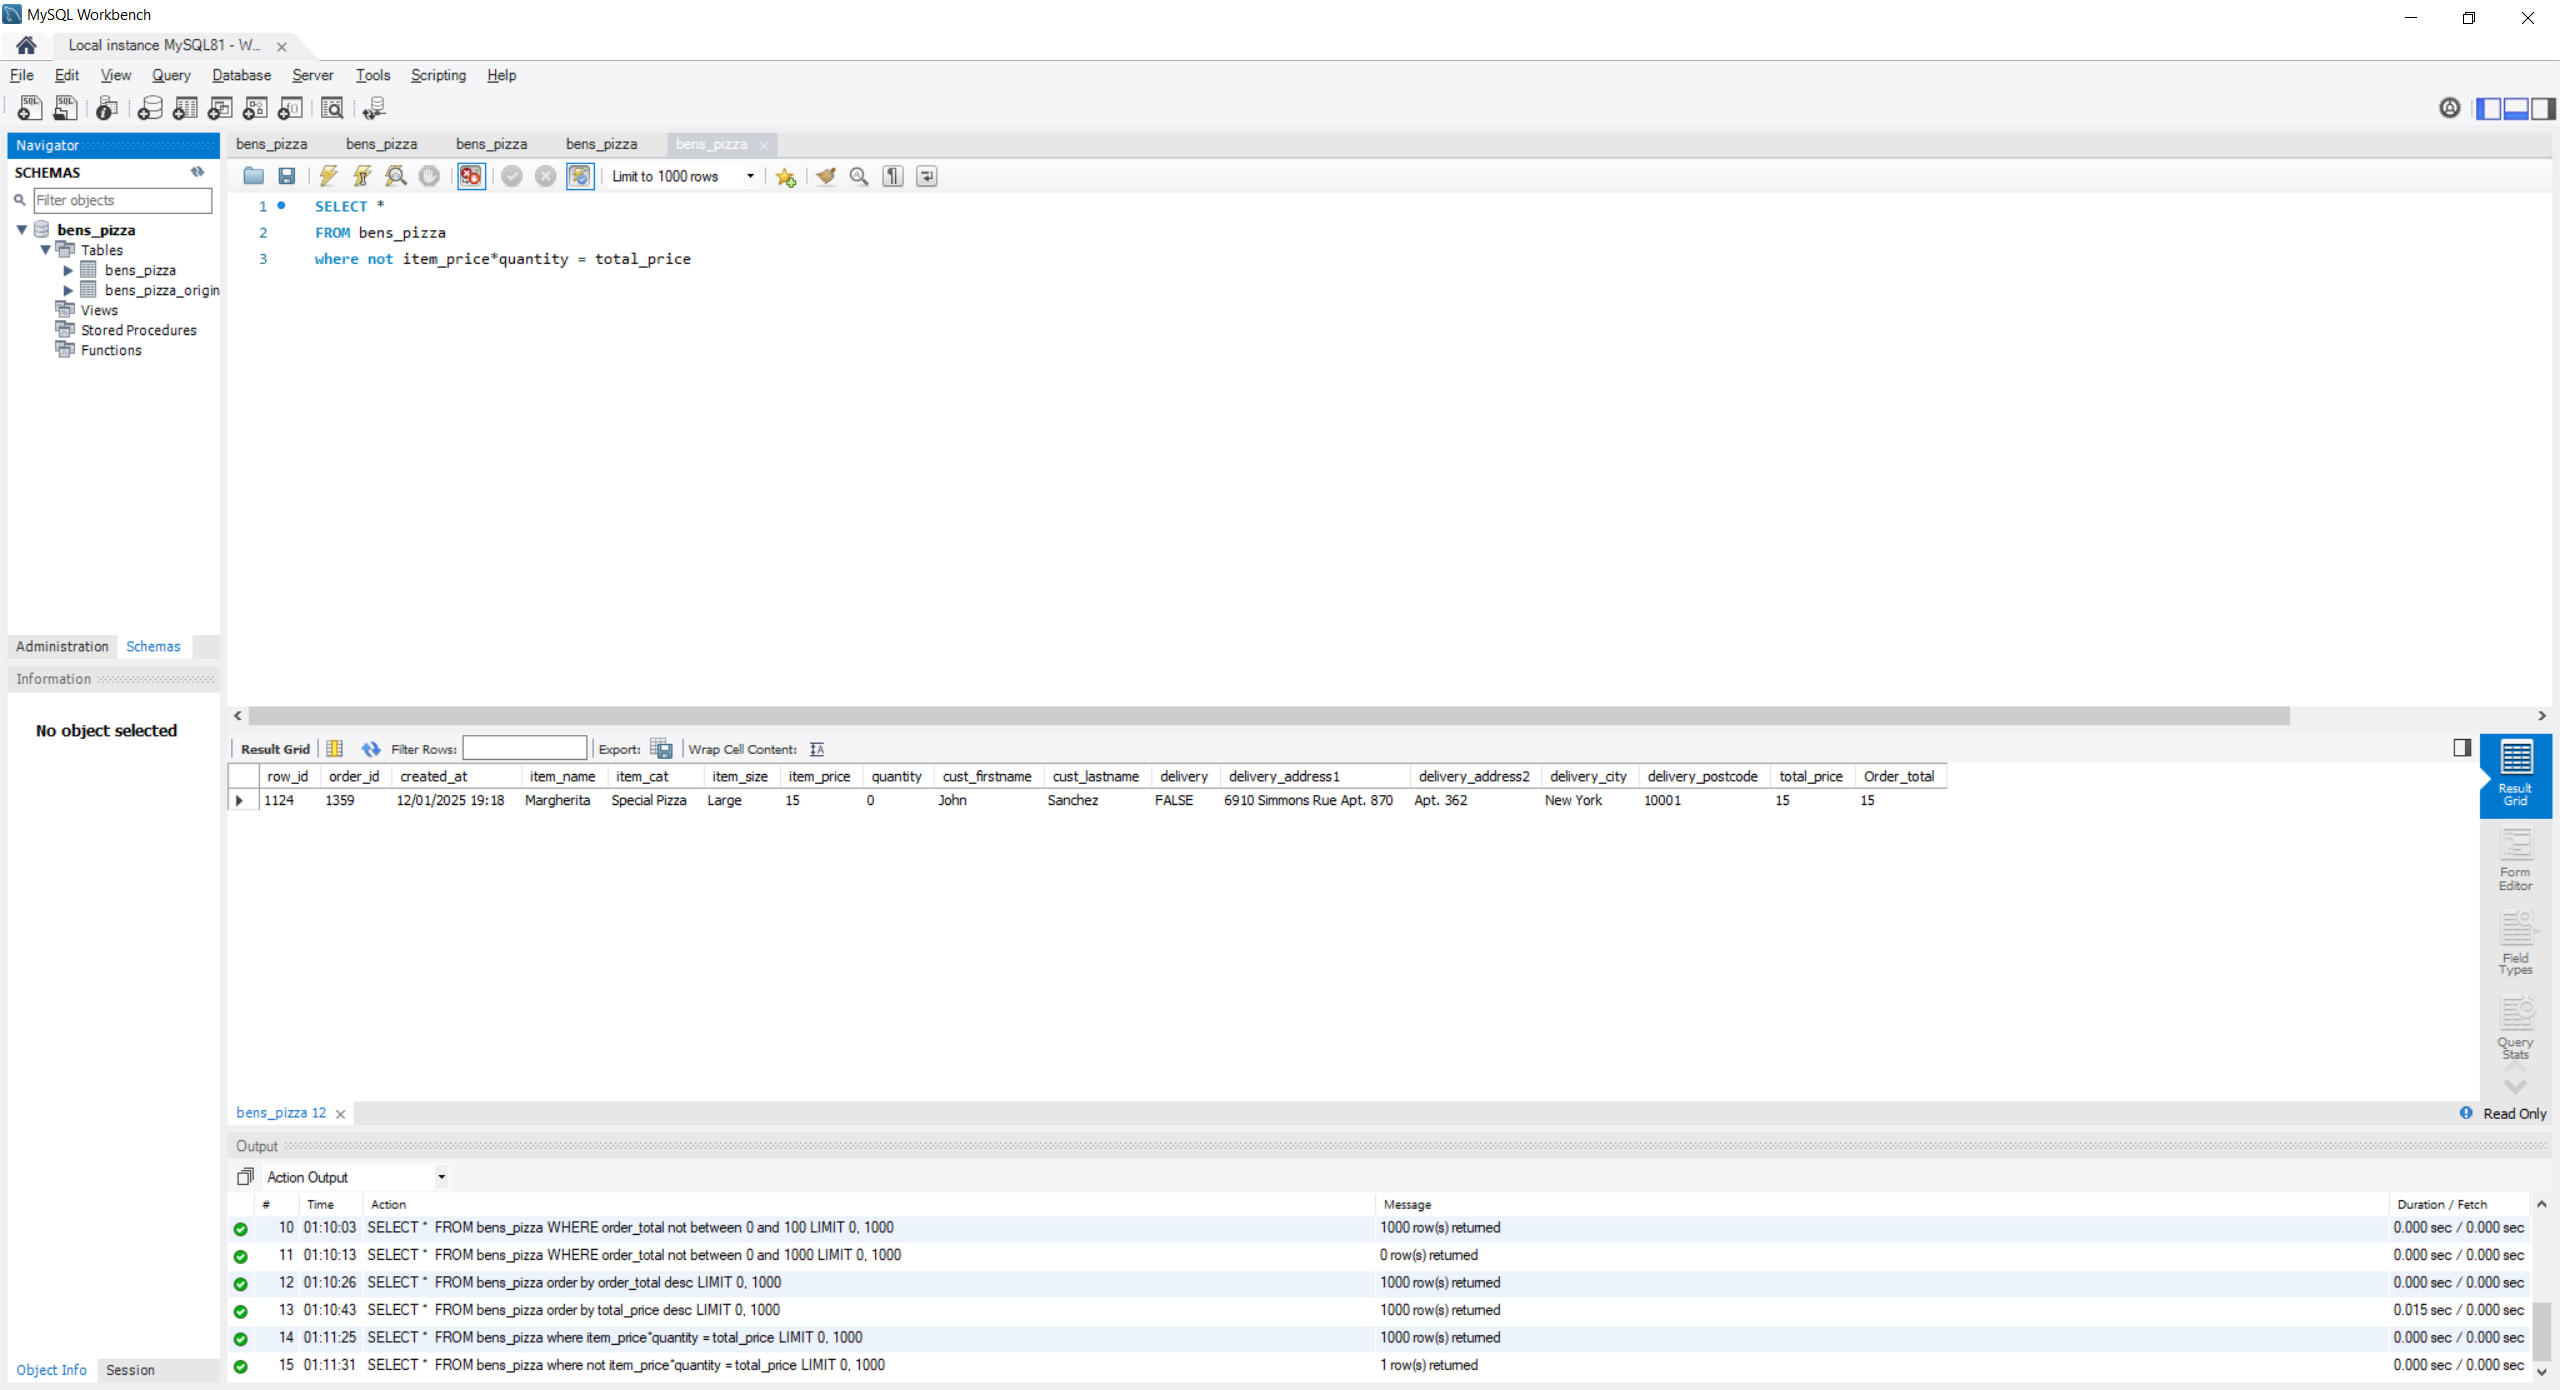 MySQL Workbench
Local instance MySQL81 - W...
File Edit View Query Database Server Tools Scripting Help
Navigator
SCHEMAS
Filter objects
bens_pizza
Tables
bens_pizza
bens_pizza_origin
Views
Stored Procedures
Functions
Administration Schemas
Information
No object selected
Object Info Session
bens_pizza bens_pizza bens_pizza bens_pizza bens_pizza
Limit to 1000 rows
1 SELECT *
2 FROM bens_pizza
3 where not item_price*quantity = total_price
Result Grid Filter Rows: Export: Wrap Cell Content:
row_id order_id created_at item_name item_cat item_size item_price quantity cust_firstname cust_lastname delivery delivery_address1 delivery_address2 delivery_city delivery_postcode total_price Order_total
1124 1359 12/01/2025 19:18 Margherita Special Pizza Large 15 0 John Sanchez FALSE 6910 Simmons Rue Apt. 870 Apt. 362 New York 10001 15 15
Result
Grid
Form
Editor
Field
Types
Query
Stats
bens_pizza 12
Read Only
Output
Action Output
# Time Action Message Duration / Fetch
10 01:10:03 SELECT * FROM bens_pizza WHERE order_total not between 0 and 100 LIMIT 0, 1000 1000 row(s) returned 0.000 sec / 0.000 sec
11 01:10:13 SELECT * FROM bens_pizza WHERE order_total not between 0 and 1000 LIMIT 0, 1000 0 row(s) returned 0.000 sec / 0.000 sec
12 01:10:26 SELECT * FROM bens_pizza order by order_total desc LIMIT 0, 1000 1000 row(s) returned 0.000 sec / 0.000 sec
13 01:10:43 SELECT * FROM bens_pizza order by total_price desc LIMIT 0, 1000 1000 row(s) returned 0.015 sec / 0.000 sec
14 01:11:25 SELECT * FROM bens_pizza where item_price*quantity = total_price LIMIT 0, 1000 1000 row(s) returned 0.000 sec / 0.000 sec
15 01:11:31 SELECT * FROM bens_pizza where not item_price*quantity = total_price LIMIT 0, 1000 1 row(s) returned 0.000 sec / 0.000 sec